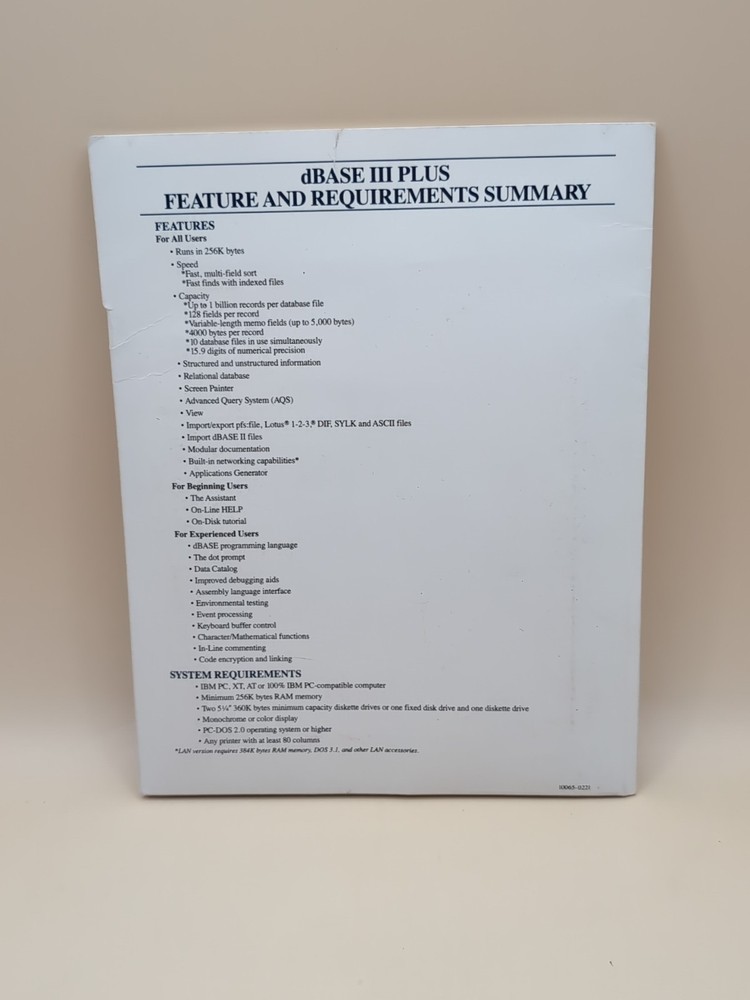 dBASE III PLUS
FEATURE AND REQUIREMENTS SUMMARY
FEATURES
For All Users
• Runs in 256K bytes
• Speed
*Fast, multi-field sort
*Fast finds with indexed files
• Capacity
*Up to 1 billion records per database file
*128 fields per record
*Variable-length memo fields (up to 5,000 bytes)
*4000 bytes per record
*10 database files in use simultaneously
*15.9 digits of numerical precision
• Structured and unstructured information
• Relational database
• Screen Painter
• Advanced Query System (AQS)
• View
• Import/export pfs:file, Lotus® 1-2-3,® DIF, SYLK and ASCII files
• Import dBASE II files
• Modular documentation
• Built-in networking capabilities*
• Applications Generator
For Beginning Users
• The Assistant
• On-Line HELP
• On-Disk tutorial
For Experienced Users
• dBASE programming language
• The dot prompt
• Data Catalog
• Improved debugging aids
• Assembly language interface
• Environmental testing
• Event processing
• Keyboard buffer control
• Character/Mathematical functions
• In-Line commenting
• Code encryption and linking
SYSTEM REQUIREMENTS
• IBM PC, XT, AT or 100% IBM PC-compatible computer
• Minimum 256K bytes RAM memory
• Two 5¼" 360K bytes minimum capacity diskette drives or one fixed disk drive and one diskette drive
• Monochrome or color display
• PC-DOS 2.0 operating system or higher
• Any printer with at least 80 columns
*LAN version requires 384K bytes RAM memory, DOS 3.1, and other LAN accessories.